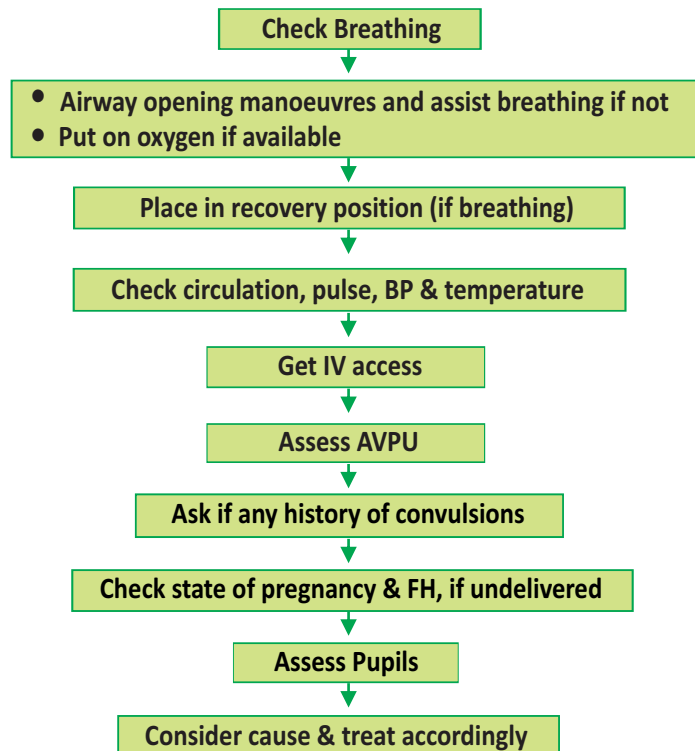 Check Breathing
• Airway opening manoeuvres and assist breathing if not
• Put on oxygen if available
Place in recovery position (if breathing)
Check circulation, pulse, BP & temperature
Get IV access
Assess AVPU
Ask if any history of convulsions
Check state of pregnancy & FH, if undelivered
Assess Pupils
Consider cause & treat accordingly